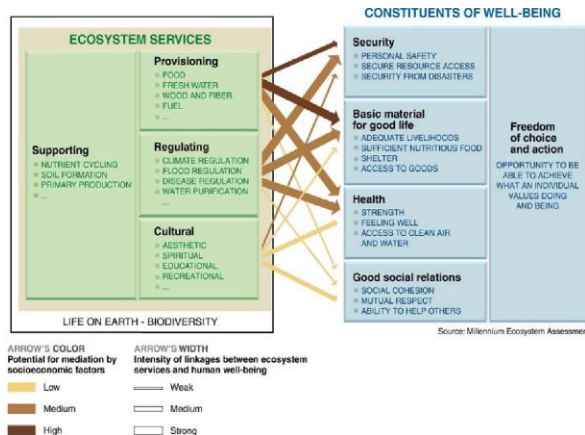 CONSTITUENTS OF WELL-BEING
ECOSYSTEM SERVICES
Provisioning
FOOD
FRESH WATER
WOOD AND FIBER
FUEL
...
Supporting
NUTRIENT CYCLING
SOIL FORMATION
PRIMARY PRODUCTION
...
Regulating
CLIMATE REGULATION
FLOOD REGULATION
DISEASE REGULATION
WATER PURIFICATION
...
Cultural
AESTHETIC
SPIRITUAL
EDUCATIONAL
RECREATIONAL
...
LIFE ON EARTH - BIODIVERSITY
Security
PERSONAL SAFETY
SECURE RESOURCE ACCESS
SECURITY FROM DISASTERS
Basic material
for good life
ADEQUATE LIVELIHOODS
SUFFICIENT NUTRITIOUS FOOD
SHELTER
ACCESS TO GOODS
Health
STRENGTH
FEELING WELL
ACCESS TO CLEAN AIR
AND WATER
Good social relations
SOCIAL COHESION
MUTUAL RESPECT
ABILITY TO HELP OTHERS
Freedom
of choice
and action
OPPORTUNITY TO BE
ABLE TO ACHIEVE
WHAT AN INDIVIDUAL
VALUES DOING
AND BEING
Source: Millennium Ecosystem Assessment
ARROW'S COLOR
Potential for mediation by
socioeconomic factors
Low
Medium
High
ARROW'S WIDTH
Intensity of linkages between ecosystem
services and human well-being
Weak
Medium
Strong